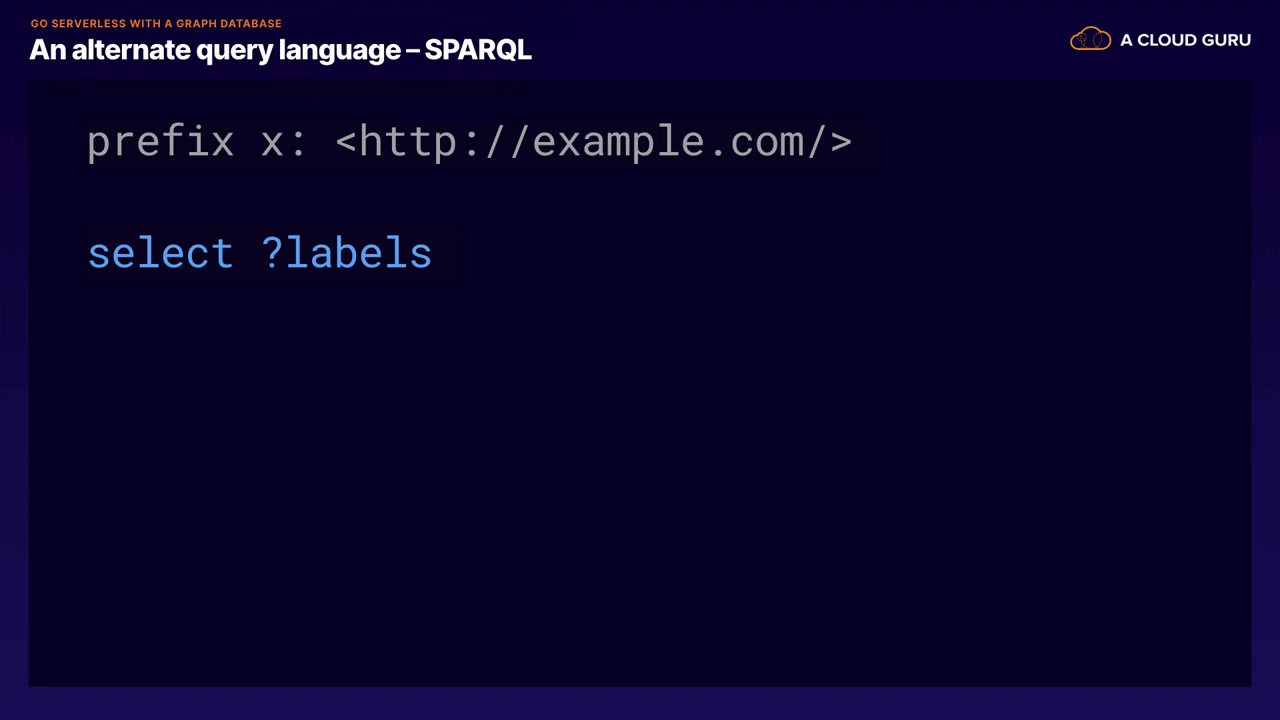 GO SERVERLESS WITH A GRAPH DATABASE
An alternate query language – SPARQL
A CLOUD GURU
prefix x: <http://example.com/>
select ?labels